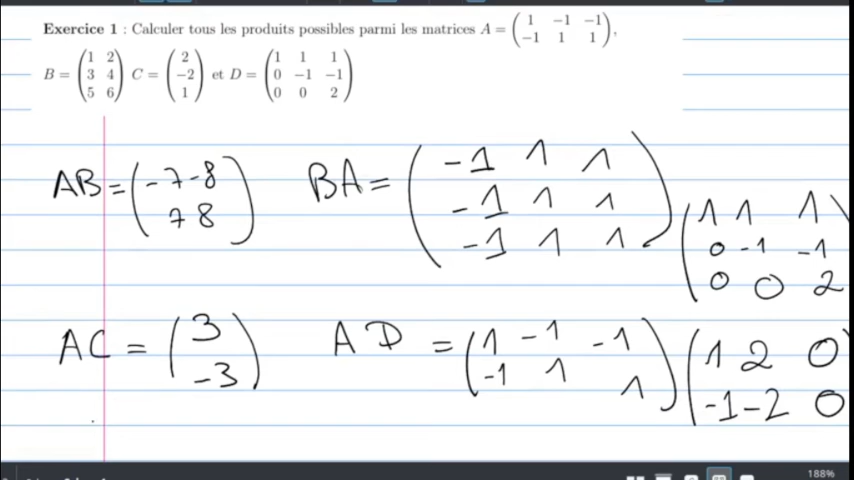 Exercice 1 : Calculer tous les produits possibles parmi les matrices A = ( 1 −1 −1
−1 1 1 ),
B = ( 1 2
3 4
5 6 ) C = ( 2
−2
1 ) et D = ( 1 1 1
0 −1 −1
0 0 2 )
AB = ( -7 -8
7 8 )
BA = ( -1 1 1
-1 1 1
-1 1 1 )
( 1 1 1
0 -1 -1
0 0 2
AC = ( 3
-3 )
AD = ( 1 -1 -1
-1 1 1 ) ( 1 2 0
-1 -2 0
188%